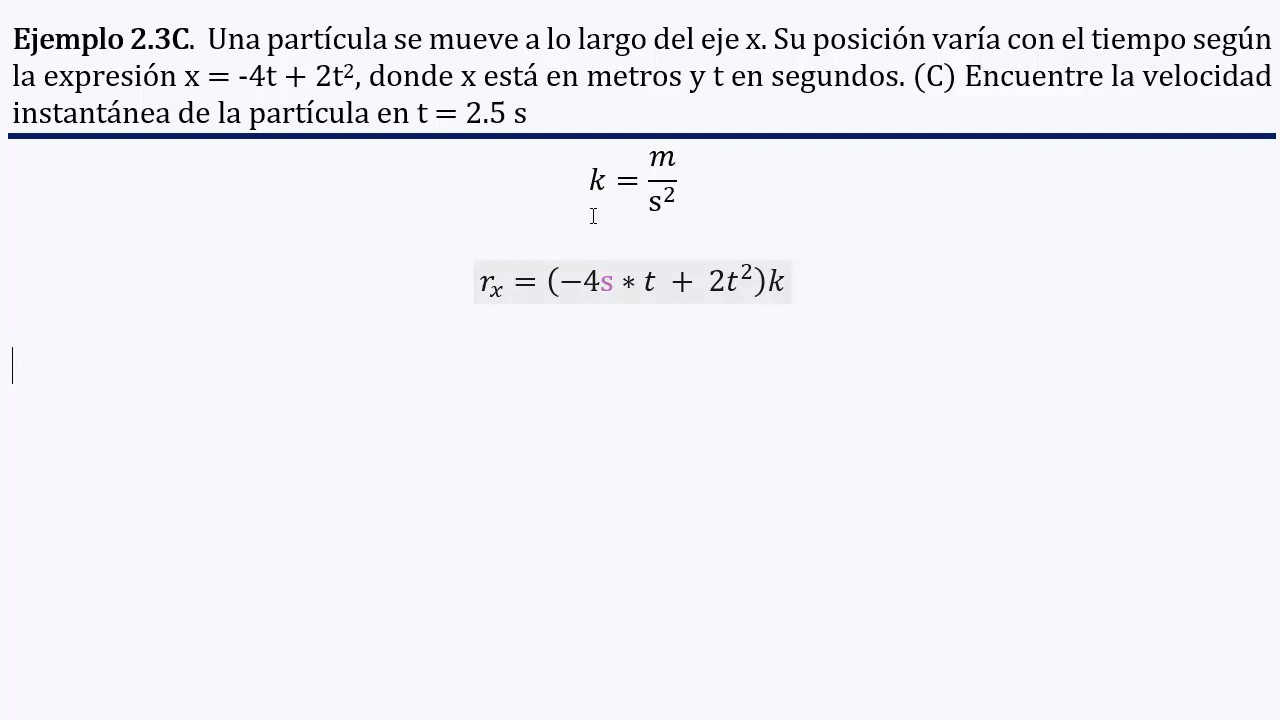 Ejemplo 2.3C. Una partícula se mueve a lo largo del eje x. Su posición varía con el tiempo según
la expresión x = -4t + 2t², donde x está en metros y t en segundos. (C) Encuentre la velocidad
instantánea de la partícula en t = 2.5 s
k = m/s²
rₓ = (−4s ∗ t + 2t²)k